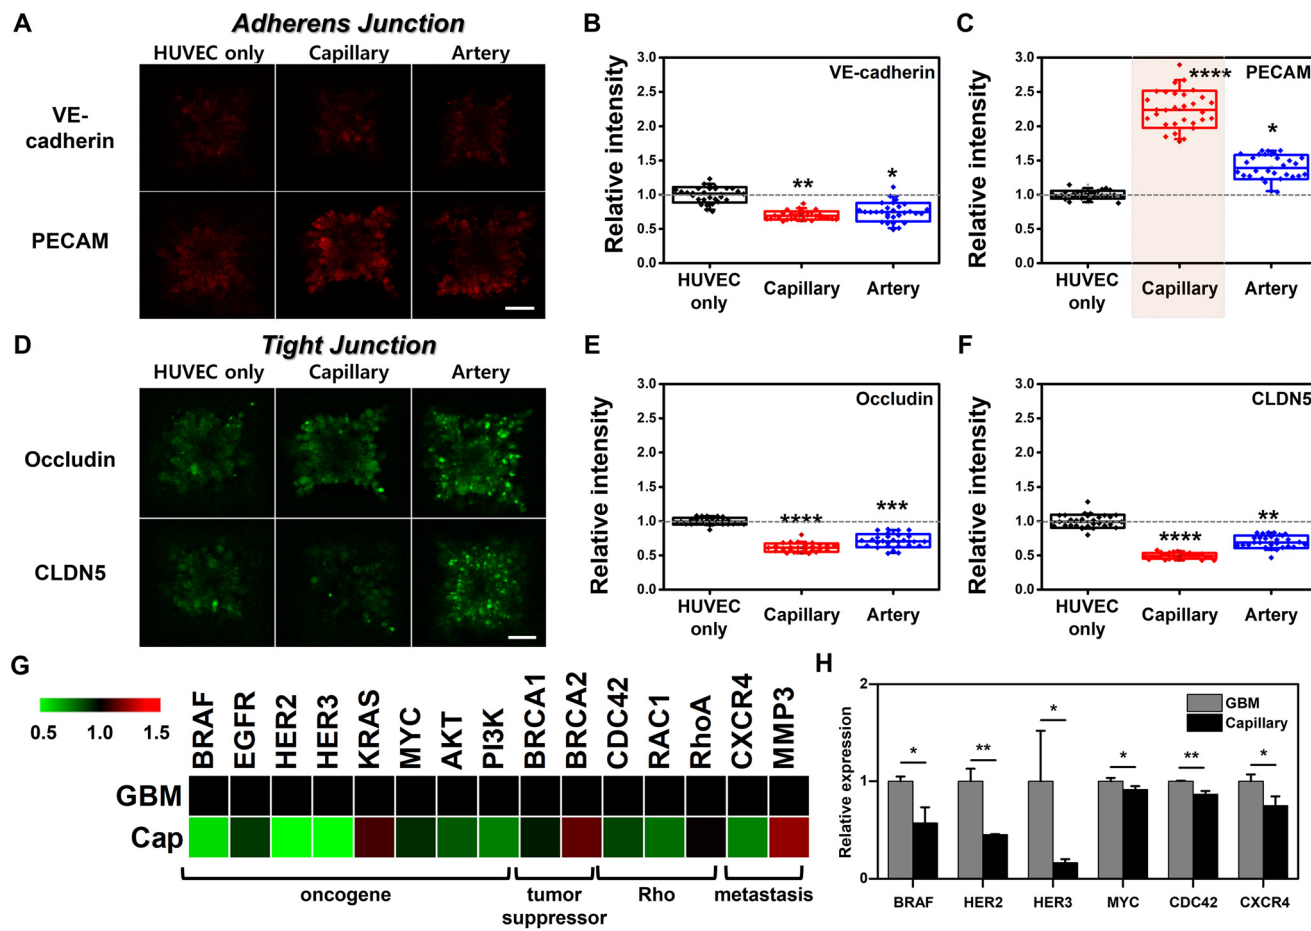 A
Adherens Junction
HUVEC only Capillary Artery
VE-
cadherin
PECAM
B
3.0
2.5
2.0
1.5
1.0
0.5
0.0
Relative intensity
VE-cadherin
**
*
HUVEC
only
Capillary
Artery
C
3.0
2.5
2.0
1.5
1.0
0.5
0.0
Relative intensity
PECAM
****
*
HUVEC
only
Capillary
Artery
D
Tight Junction
HUVEC only Capillary Artery
Occludin
CLDN5
E
3.0
2.5
2.0
1.5
1.0
0.5
0.0
Relative intensity
Occludin
****
***
HUVEC
only
Capillary
Artery
F
3.0
2.5
2.0
1.5
1.0
0.5
0.0
Relative intensity
CLDN5
****
**
HUVEC
only
Capillary
Artery
G
0.5 1.0 1.5
BRAF
EGFR
HER2
HER3
KRAS
MYC
AKT
PI3K
BRCA1
BRCA2
CDC42
RAC1
RhoA
CXCR4
MMP3
GBM
Cap
oncogene
tumor
suppressor
Rho
metastasis
H
2
1
0
Relative expression
GBM
Capillary
*
**
*
*
**
*
BRAF HER2 HER3 MYC CDC42 CXCR4